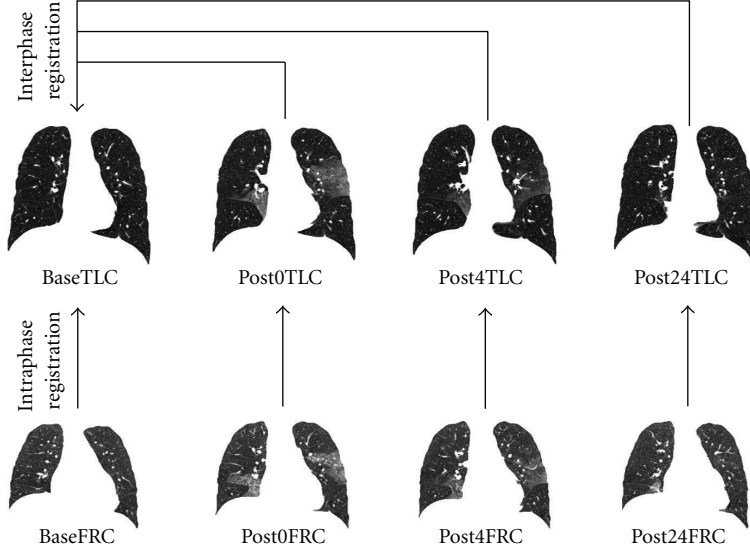 Interphase
registration
BaseTLC
Post0TLC
Post4TLC
Post24TLC
Intraphase
registration
BaseFRC
Post0FRC
Post4FRC
Post24FRC